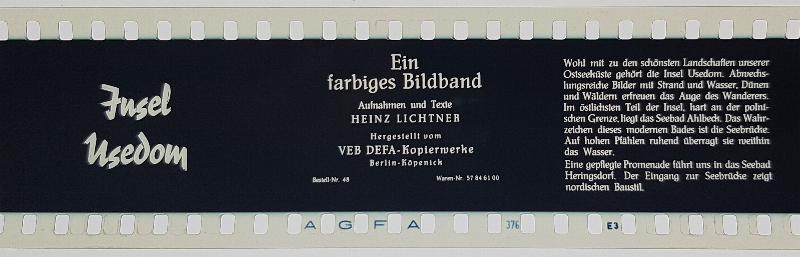 Insel
Usedom
Ein
farbiges Bildband
Aufnahmen und Texte
HEINZ LICHTNER
Hergestellt vom
VEB DEFA-Kopierwerke
Berlin-Köpenick
Bestell-Nr. 48 Waren-Nr. 57 84 61 00
Wohl mit zu den schönsten Landschaften unserer
Ostseeküste gehört die Insel Usedom. Abwechs-
lungsreiche Bilder mit Strand und Wasser, Dünen
und Wäldern erfreuen das Auge des Wanderers.
Im östlichsten Teil der Insel, hart an der polni-
schen Grenze, liegt das Seebad Ahlbeck. Das Wahr-
zeichen dieses modernen Bades ist die Seebrücke.
Auf hohen Pfählen ruhend überragt sie weithin
das Wasser.
Eine gepflegte Promenade führt uns in das Seebad
Heringsdorf. Der Eingang zur Seebrücke zeigt
nordischen Baustil.
AGFA 376 E3